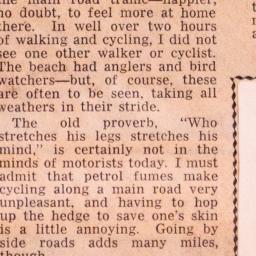 the main road traffic—happier,
no doubt, to feel more at home
there. In well over two hours
of walking and cycling, I did not
see one other walker or cyclist.
The beach had anglers and bird
watchers—but, of course, these
are often to be seen, taking all
weathers in their stride.
The old proverb, “Who
stretches his legs stretches his
mind,” is certainly not in the
minds of motorists today. I must
admit that petrol fumes make
cycling along a main road very
unpleasant, and having to hop
up the hedge to save one's skin
is a little annoying. Going by
side roads adds many miles,
though